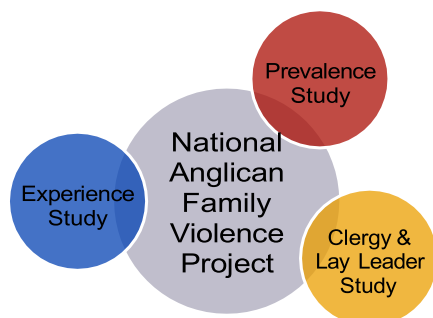 Prevalence
Study
National
Anglican
Family
Violence
Project
Experience
Study
Clergy &
Lay Leader
Study